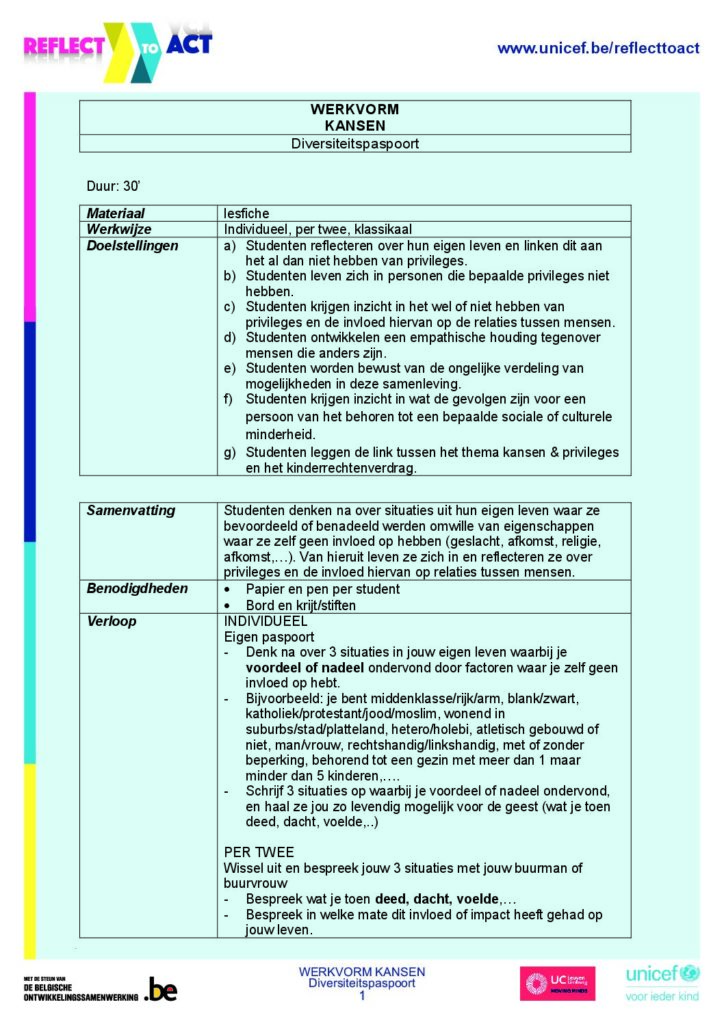 REFLECT TO ACT
www.unicef.be/reflecttoact
WERKVORM
KANSEN
Diversiteitspaspoort
Duur: 30'
Materiaal lesfiche
Werkwijze Individueel, per twee, klassikaal
Doelstellingen a) Studenten reflecteren over hun eigen leven en linken dit aan
het al dan niet hebben van privileges.
b) Studenten leven zich in personen die bepaalde privileges niet
hebben.
c) Studenten krijgen inzicht in het wel of niet hebben van
privileges en de invloed hiervan op de relaties tussen mensen.
d) Studenten ontwikkelen een empathische houding tegenover
mensen die anders zijn.
e) Studenten worden bewust van de ongelijke verdeling van
mogelijkheden in deze samenleving.
f) Studenten krijgen inzicht in wat de gevolgen zijn voor een
persoon van het behoren tot een bepaalde sociale of culturele
minderheid.
g) Studenten leggen de link tussen het thema kansen & privileges
en het kinderrechtenverdrag.
Samenvatting Studenten denken na over situaties uit hun eigen leven waar ze
bevoordeeld of benadeeld werden omwille van eigenschappen
waar ze zelf geen invloed op hebben (geslacht, afkomst, religie,
afkomst,…). Van hieruit leven ze zich in en reflecteren ze over
privileges en de invloed hiervan op relaties tussen mensen.
Benodigdheden • Papier en pen per student
• Bord en krijt/stiften
Verloop INDIVIDUEEL
Eigen paspoort
- Denk na over 3 situaties in jouw eigen leven waarbij je
voordeel of nadeel ondervond door factoren waar je zelf geen
invloed op hebt.
- Bijvoorbeeld: je bent middenklasse/rijk/arm, blank/zwart,
katholiek/protestant/jood/moslim, wonend in
suburbs/stad/platteland, hetero/holebi, atletisch gebouwd of
niet, man/vrouw, rechtshandig/linkshandig, met of zonder
beperking, behorend tot een gezin met meer dan 1 maar
minder dan 5 kinderen,….
- Schrijf 3 situaties op waarbij je voordeel of nadeel ondervond,
en haal ze jou zo levendig mogelijk voor de geest (wat je toen
deed, dacht, voelde,..)
PER TWEE
Wissel uit en bespreek jouw 3 situaties met jouw buurman of
buurvrouw
- Bespreek wat je toen deed, dacht, voelde,…
- Bespreek in welke mate dit invloed of impact heeft gehad op
jouw leven.
MET DE STEUN VAN
DE BELGISCHE
ONTWIKKELINGSSAMENWERKING .be
WERKVORM KANSEN
Diversiteitspaspoort
1
UC Leuven
Limburg
MOVING MINDS
unicef
voor ieder kind